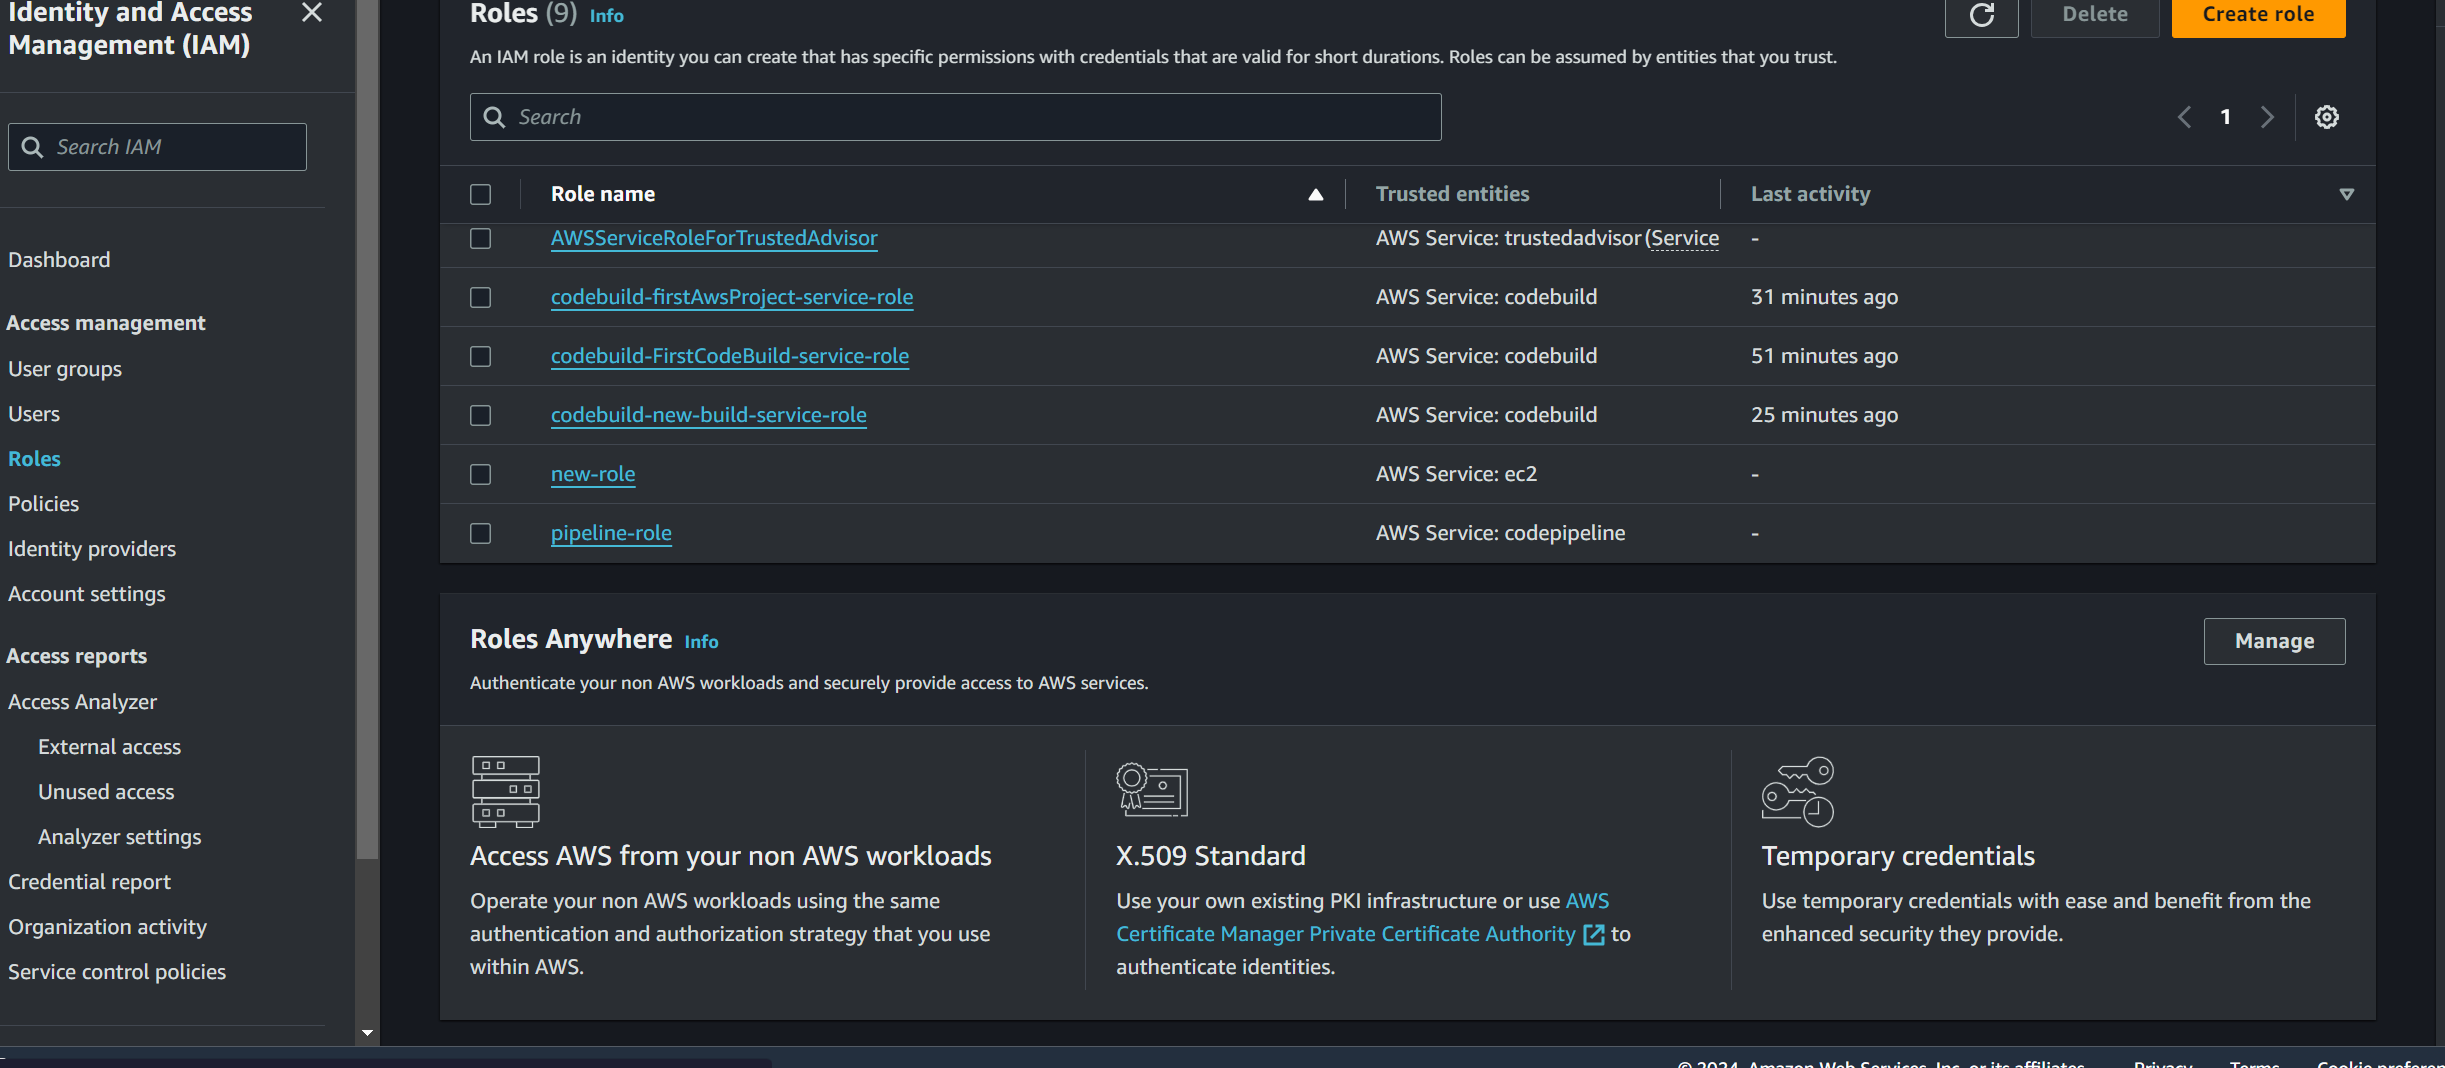 Identity and Access
Management (IAM)
Search IAM
Dashboard
Access management
User groups
Users
Roles
Policies
Identity providers
Account settings
Access reports
Access Analyzer
External access
Unused access
Analyzer settings
Credential report
Organization activity
Service control policies
Roles (9) Info
Delete
Create role
An IAM role is an identity you can create that has specific permissions with credentials that are valid for short durations. Roles can be assumed by entities that you trust.
Search
1
Role name Trusted entities Last activity
AWSServiceRoleForTrustedAdvisor AWS Service: trustedadvisor (Service -
codebuild-firstAwsProject-service-role AWS Service: codebuild 31 minutes ago
codebuild-FirstCodeBuild-service-role AWS Service: codebuild 51 minutes ago
codebuild-new-build-service-role AWS Service: codebuild 25 minutes ago
new-role AWS Service: ec2 -
pipeline-role AWS Service: codepipeline -
Roles Anywhere Info
Manage
Authenticate your non AWS workloads and securely provide access to AWS services.
Access AWS from your non AWS workloads
Operate your non AWS workloads using the same
authentication and authorization strategy that you use
within AWS.
X.509 Standard
Use your own existing PKI infrastructure or use AWS
Certificate Manager Private Certificate Authority to
authenticate identities.
Temporary credentials
Use temporary credentials with ease and benefit from the
enhanced security they provide.
© 2024, Amazon Web Services, Inc. or its affiliates. Privacy Terms Cookie preferen